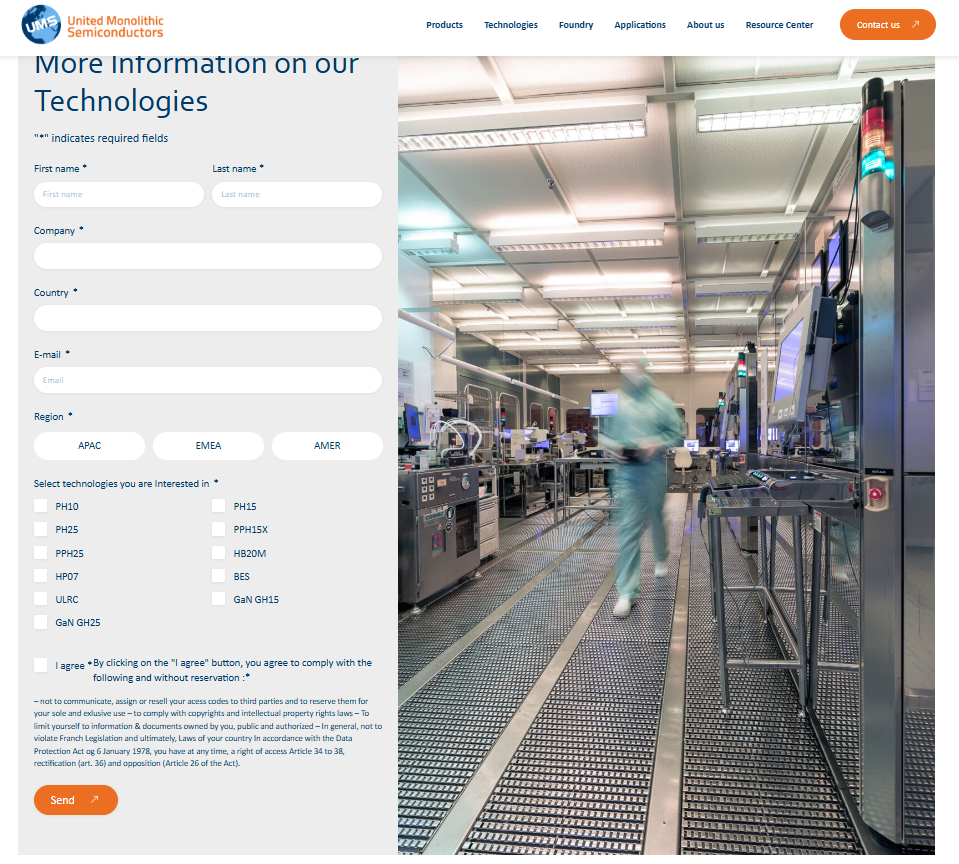 UMS United Monolithic Semiconductors
Products Technologies Foundry Applications About us Resource Center Contact us
More Information on our
Technologies
"*" indicates required fields
First name * Last name *
First name Last name
Company *
Country *
E-mail *
Email
Region *
APAC EMEA AMER
Select technologies you are Interested in *
PH10 PH15
PH25 PPH15X
PPH25 HB20M
HP07 BES
ULRC GaN GH15
GaN GH25
I agree *By clicking on the "I agree" button, you agree to comply with the
following and without reservation :*
– not to communicate, assign or resell your acess codes to third parties and to reserve them for
your sole and exlusive use – to comply with copyrights and intellectual property rights laws – To
limit yourself to information & documents owned by you, public and authorized – In general, not to
violate Franch Legislation and ultimately, Laws of your country In accordance with the Data
Protection Act og 6 January 1978, you have at any time, a right of access Article 34 to 38,
rectification (art. 36) and opposition (Article 26 of the Act).
Send